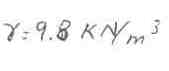 γ = 9.8 KN/m³